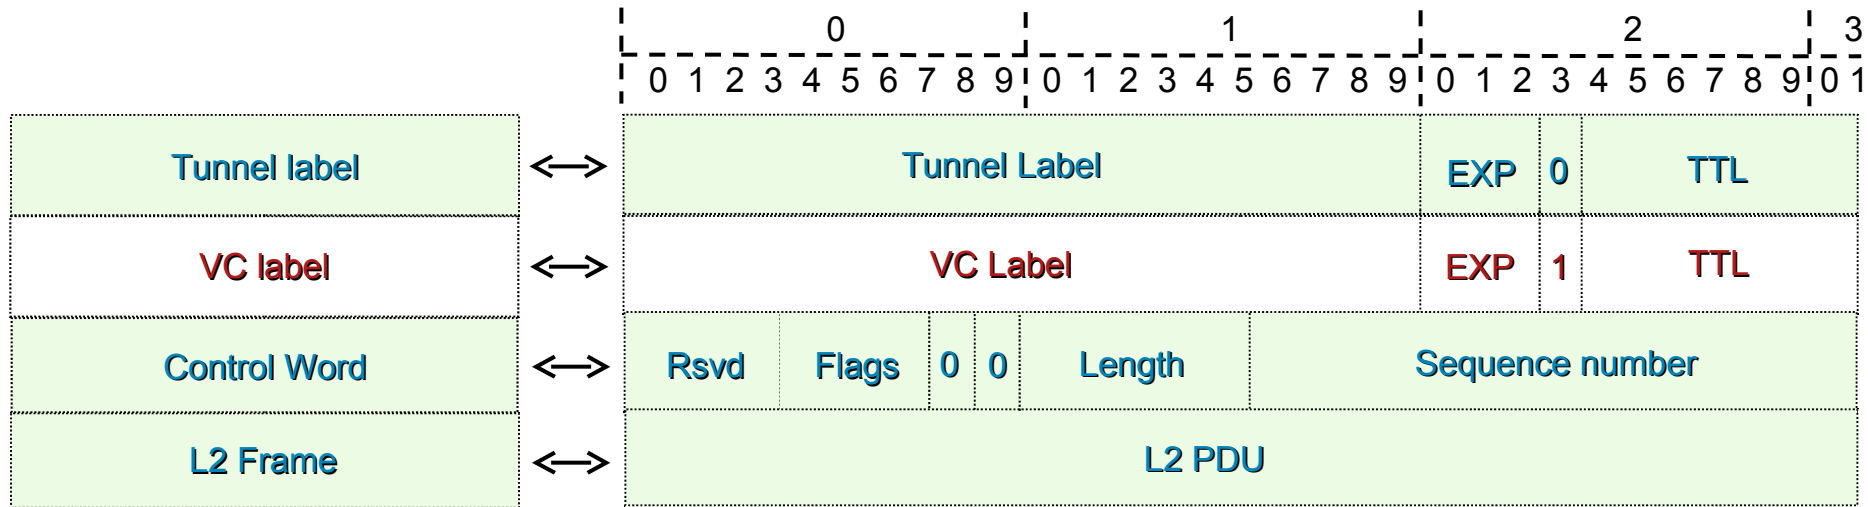 0 1 2 3
0 1 2 3 4 5 6 7 8 9 0 1 2 3 4 5 6 7 8 9 0 1 2 3 4 5 6 7 8 9 0 1
Tunnel label Tunnel Label EXP 0 TTL
VC label VC Label EXP 1 TTL
Control Word Rsvd Flags 0 0 Length Sequence number
L2 Frame L2 PDU